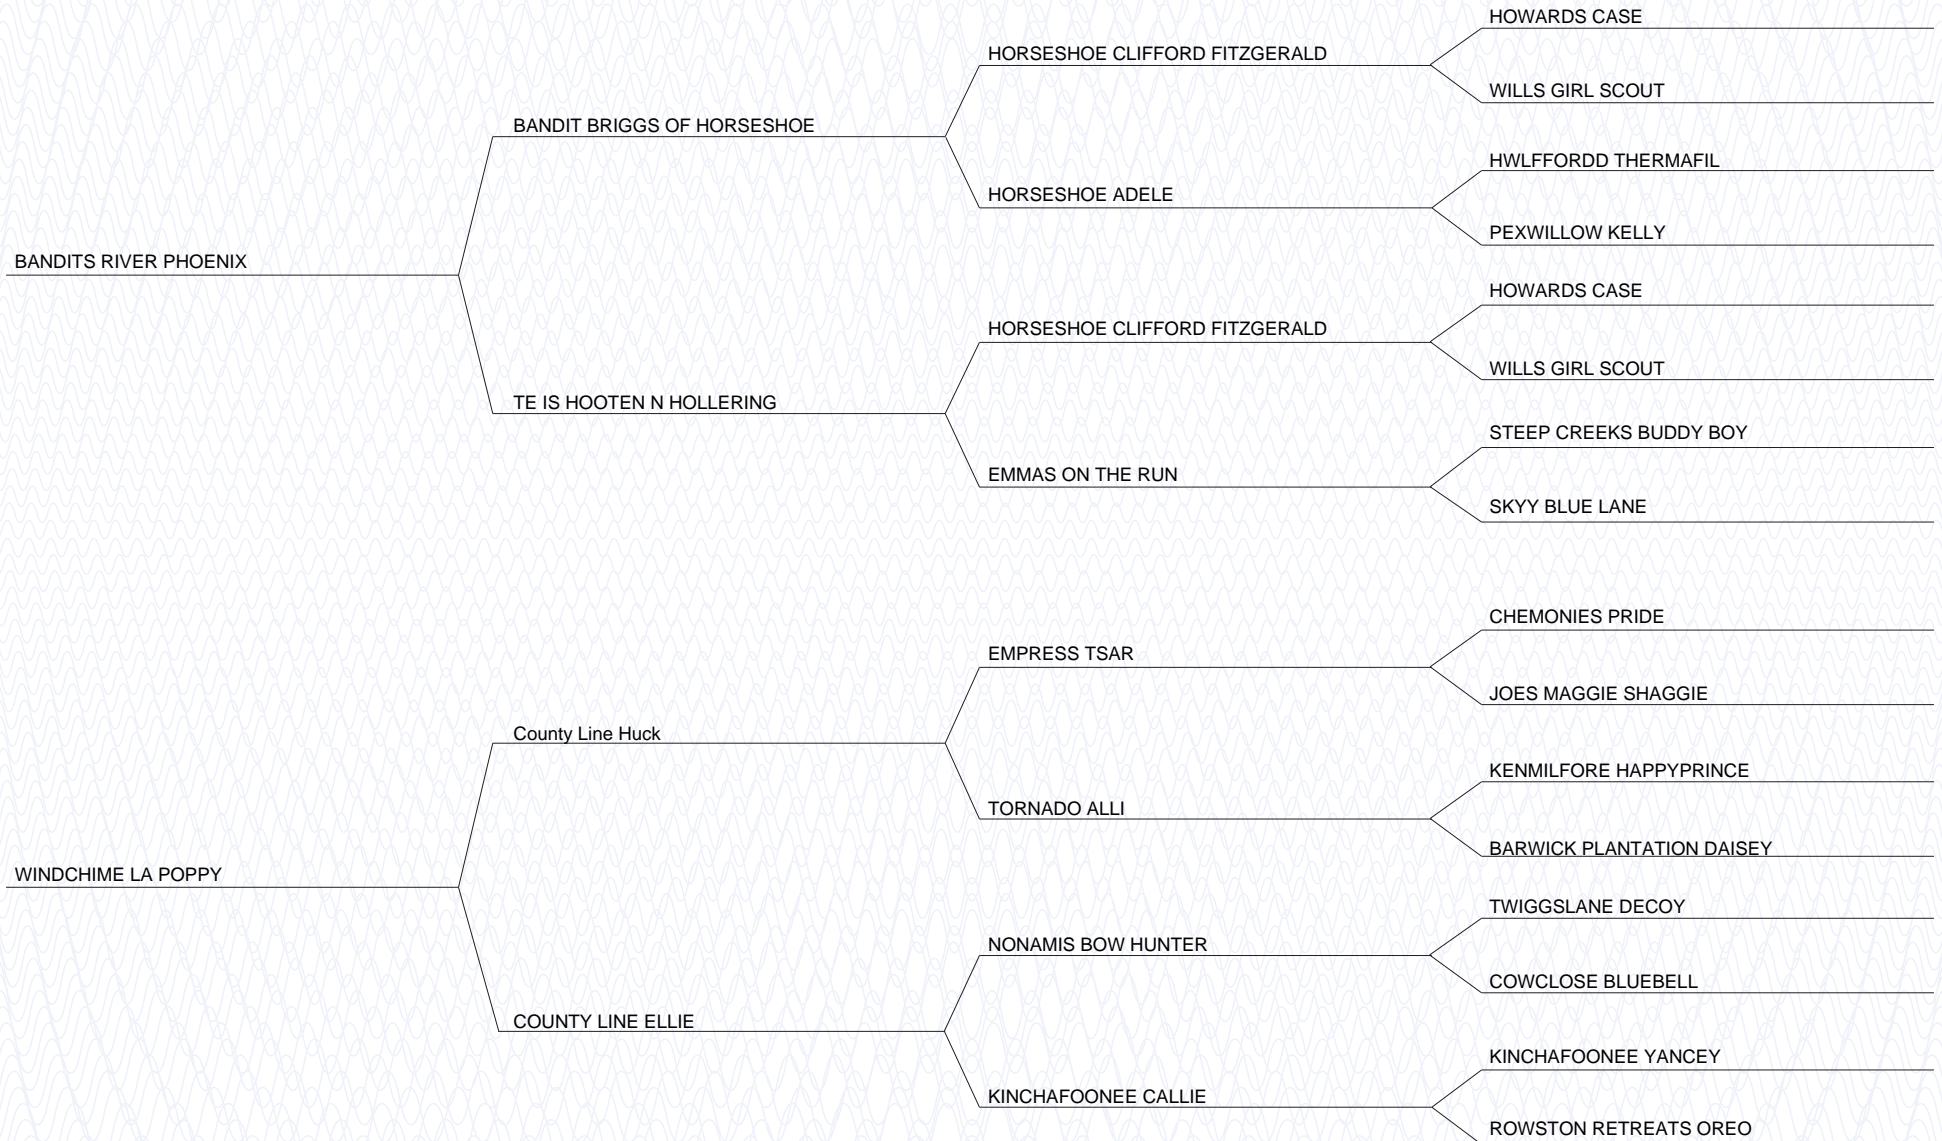 HOWARDS CASE
HORSESHOE CLIFFORD FITZGERALD
WILLS GIRL SCOUT
BANDIT BRIGGS OF HORSESHOE
HWLFFORDD THERMAFIL
HORSESHOE ADELE
PEXWILLOW KELLY
BANDITS RIVER PHOENIX
HOWARDS CASE
HORSESHOE CLIFFORD FITZGERALD
WILLS GIRL SCOUT
TE IS HOOTEN N HOLLERING
STEEP CREEKS BUDDY BOY
EMMAS ON THE RUN
SKYY BLUE LANE
CHEMONIES PRIDE
EMPRESS TSAR
JOES MAGGIE SHAGGIE
County Line Huck
KENMILFORE HAPPYPRINCE
TORNADO ALLI
BARWICK PLANTATION DAISEY
WINDCHIME LA POPPY
TWIGGSLANE DECOY
NONAMIS BOW HUNTER
COWCLOSE BLUEBELL
COUNTY LINE ELLIE
KINCHAFOONEE YANCEY
KINCHAFOONEE CALLIE
ROWSTON RETREATS OREO